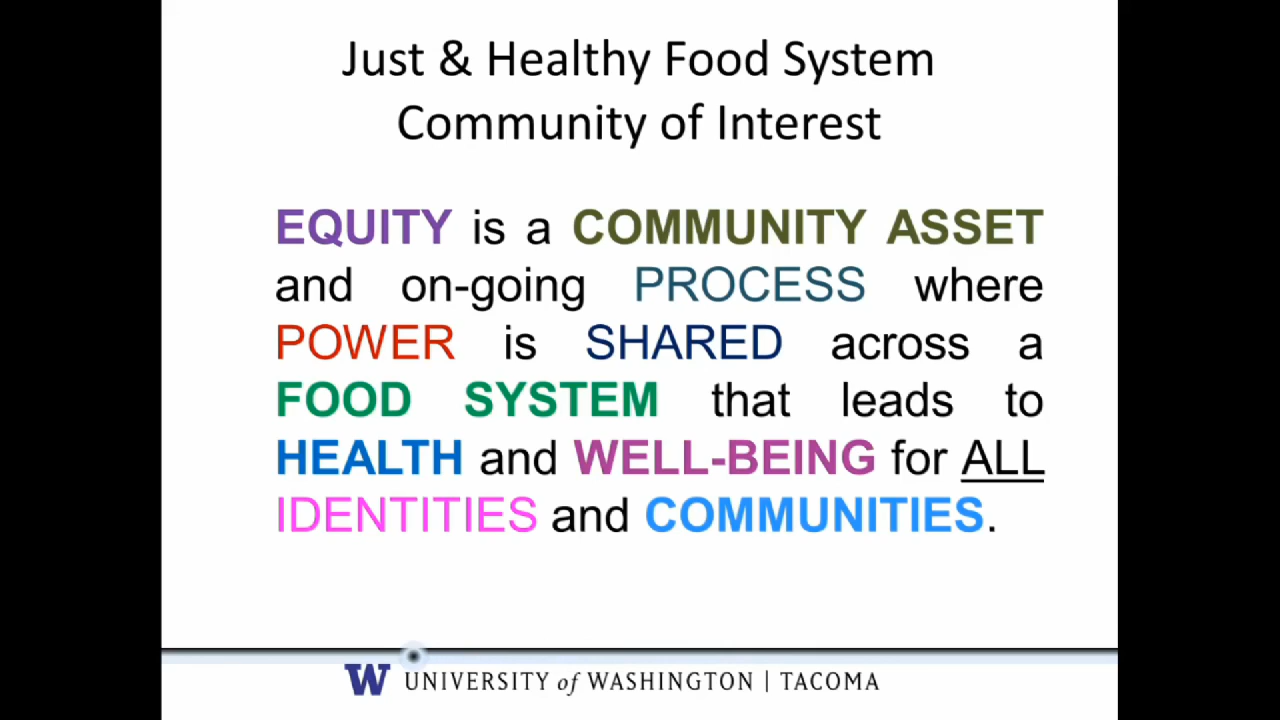 Just & Healthy Food System
Community of Interest
EQUITY is a COMMUNITY ASSET
and on-going PROCESS where
POWER is SHARED across a
FOOD SYSTEM that leads to
HEALTH and WELL-BEING for ALL
IDENTITIES and COMMUNITIES.
W UNIVERSITY of WASHINGTON | TACOMA